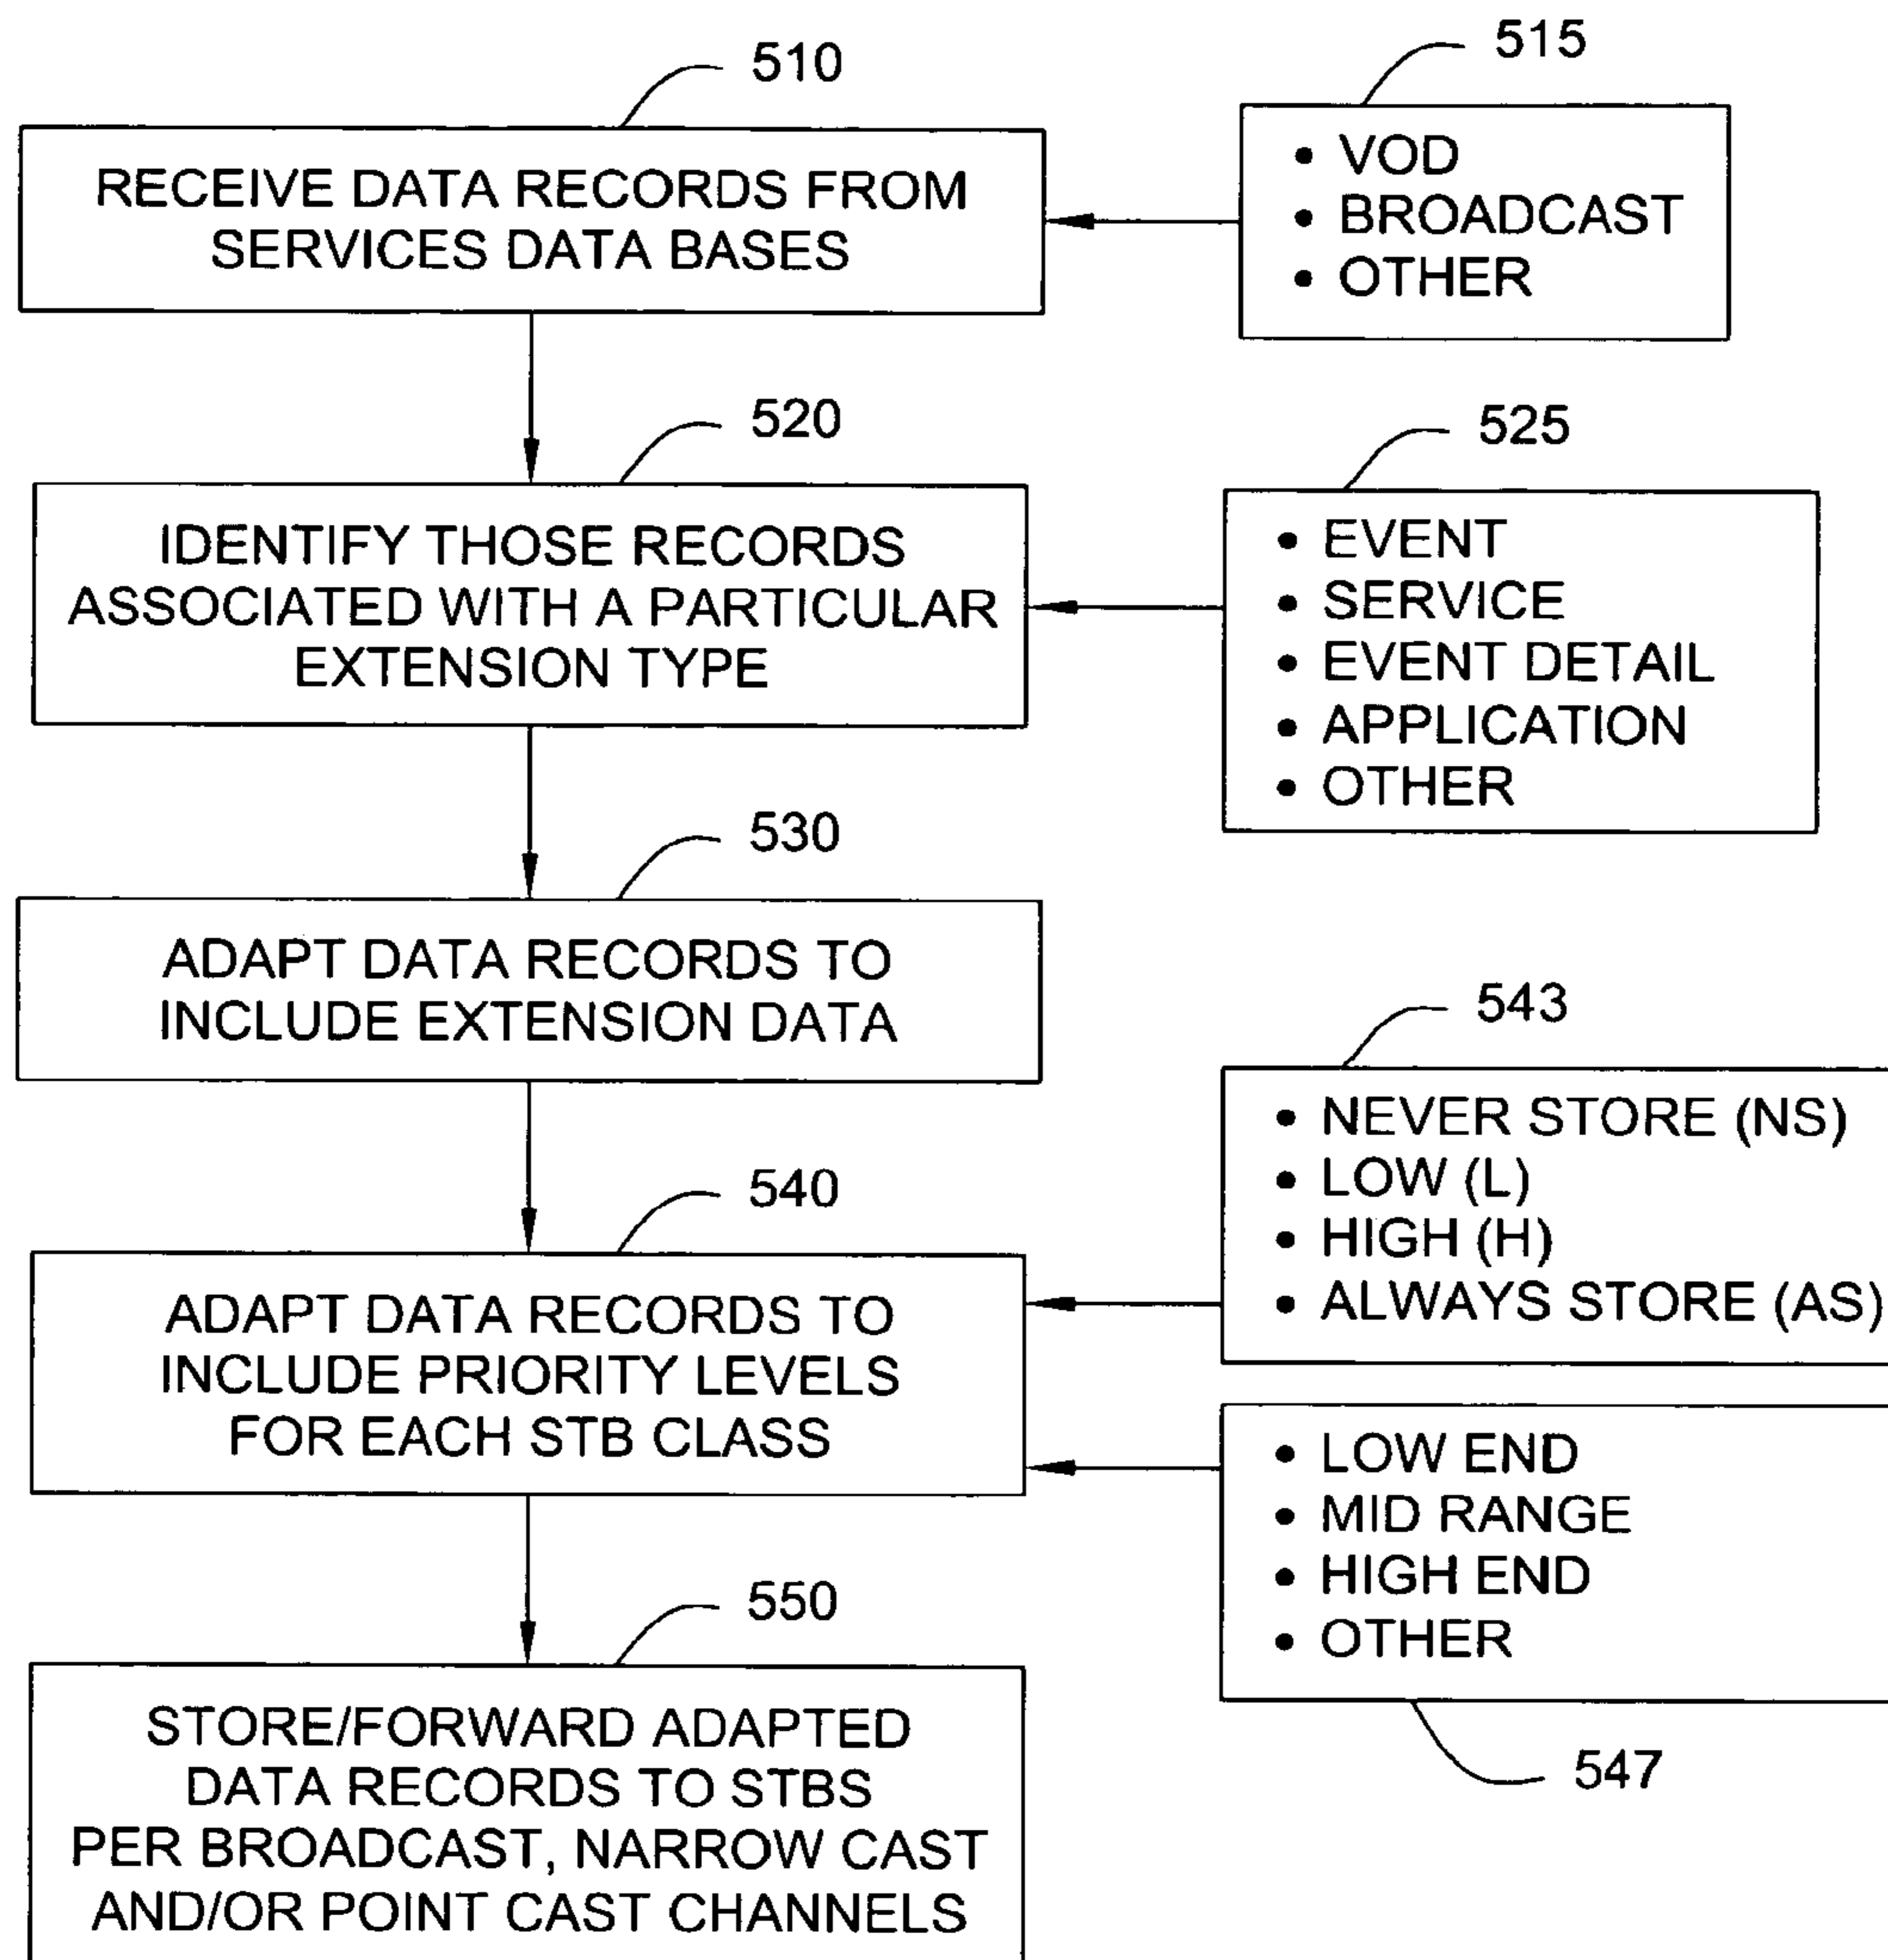 510
RECEIVE DATA RECORDS FROM
SERVICES DATA BASES
515
• VOD
• BROADCAST
• OTHER
520
IDENTIFY THOSE RECORDS
ASSOCIATED WITH A PARTICULAR
EXTENSION TYPE
525
• EVENT
• SERVICE
• EVENT DETAIL
• APPLICATION
• OTHER
530
ADAPT DATA RECORDS TO
INCLUDE EXTENSION DATA
540
ADAPT DATA RECORDS TO
INCLUDE PRIORITY LEVELS
FOR EACH STB CLASS
543
• NEVER STORE (NS)
• LOW (L)
• HIGH (H)
• ALWAYS STORE (AS)
• LOW END
• MID RANGE
• HIGH END
• OTHER
547
550
STORE/FORWARD ADAPTED
DATA RECORDS TO STBS
PER BROADCAST, NARROW CAST
AND/OR POINT CAST CHANNELS